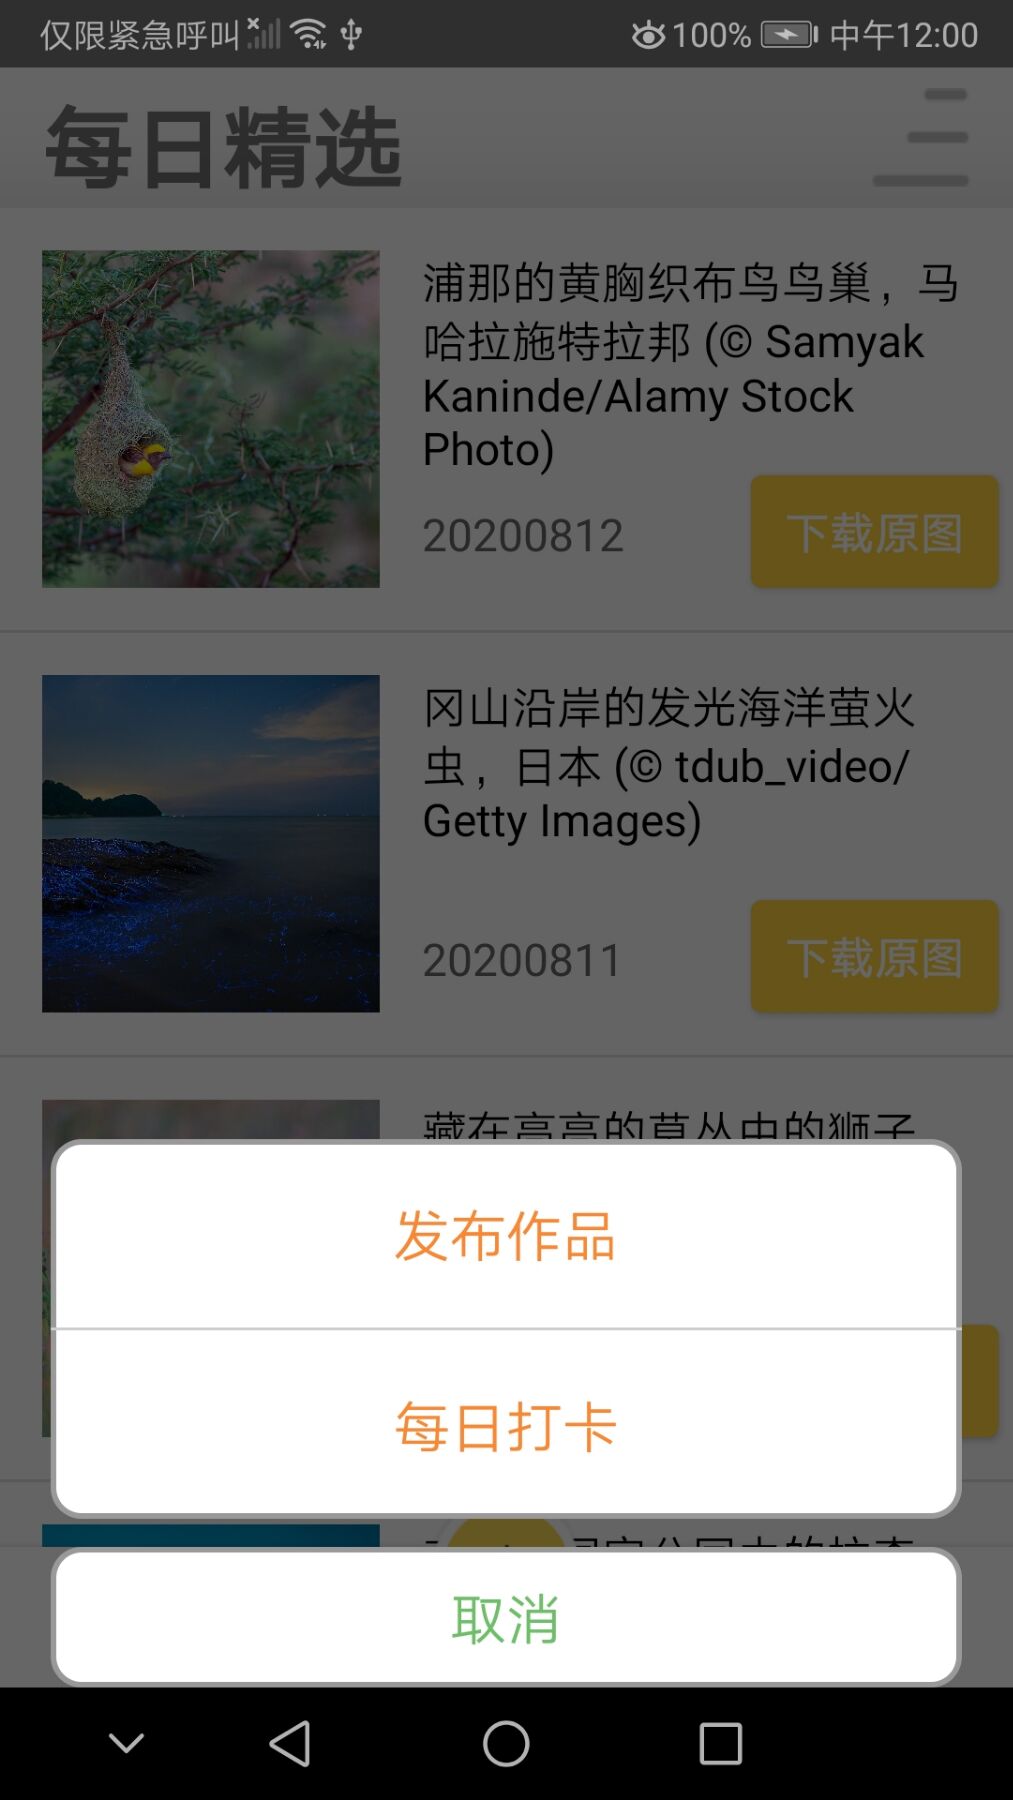 仅限紧急呼叫
100% 中午12:00
每日精选
浦那的黄胸织布鸟鸟巢，马
哈拉施特拉邦 (© Samyak
Kaninde/Alamy Stock
Photo)
20200812
下载原图
冈山沿岸的发光海洋萤火
虫，日本 (© tdub_video/
Getty Images)
20200811
下载原图
藏在高高的草丛中的狮子
发布作品
每日打卡
取消